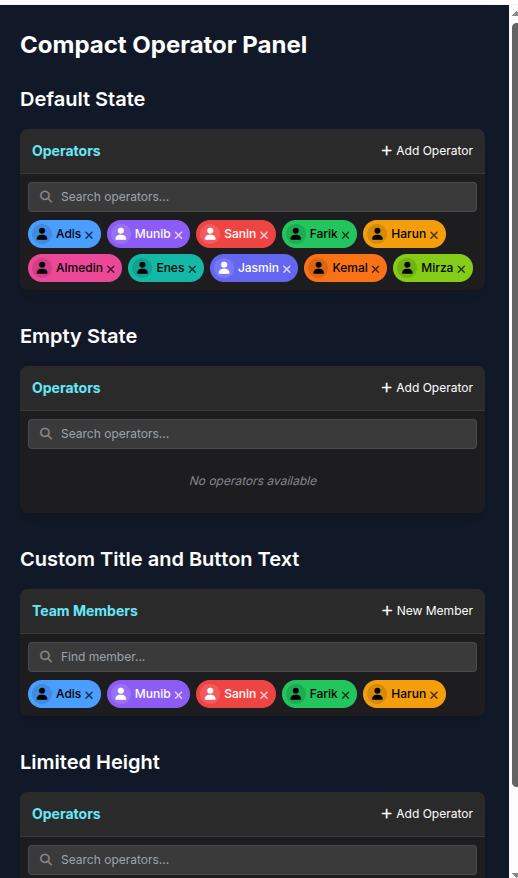 Compact Operator Panel
Default State
Operators + Add Operator
Search operators...
Adis × Munib × Sanin × Farik × Harun ×
Almedin × Enes × Jasmin × Kemal × Mirza ×
Empty State
Operators + Add Operator
Search operators...
No operators available
Custom Title and Button Text
Team Members + New Member
Find member...
Adis × Munib × Sanin × Farik × Harun ×
Limited Height
Operators + Add Operator
Search operators...